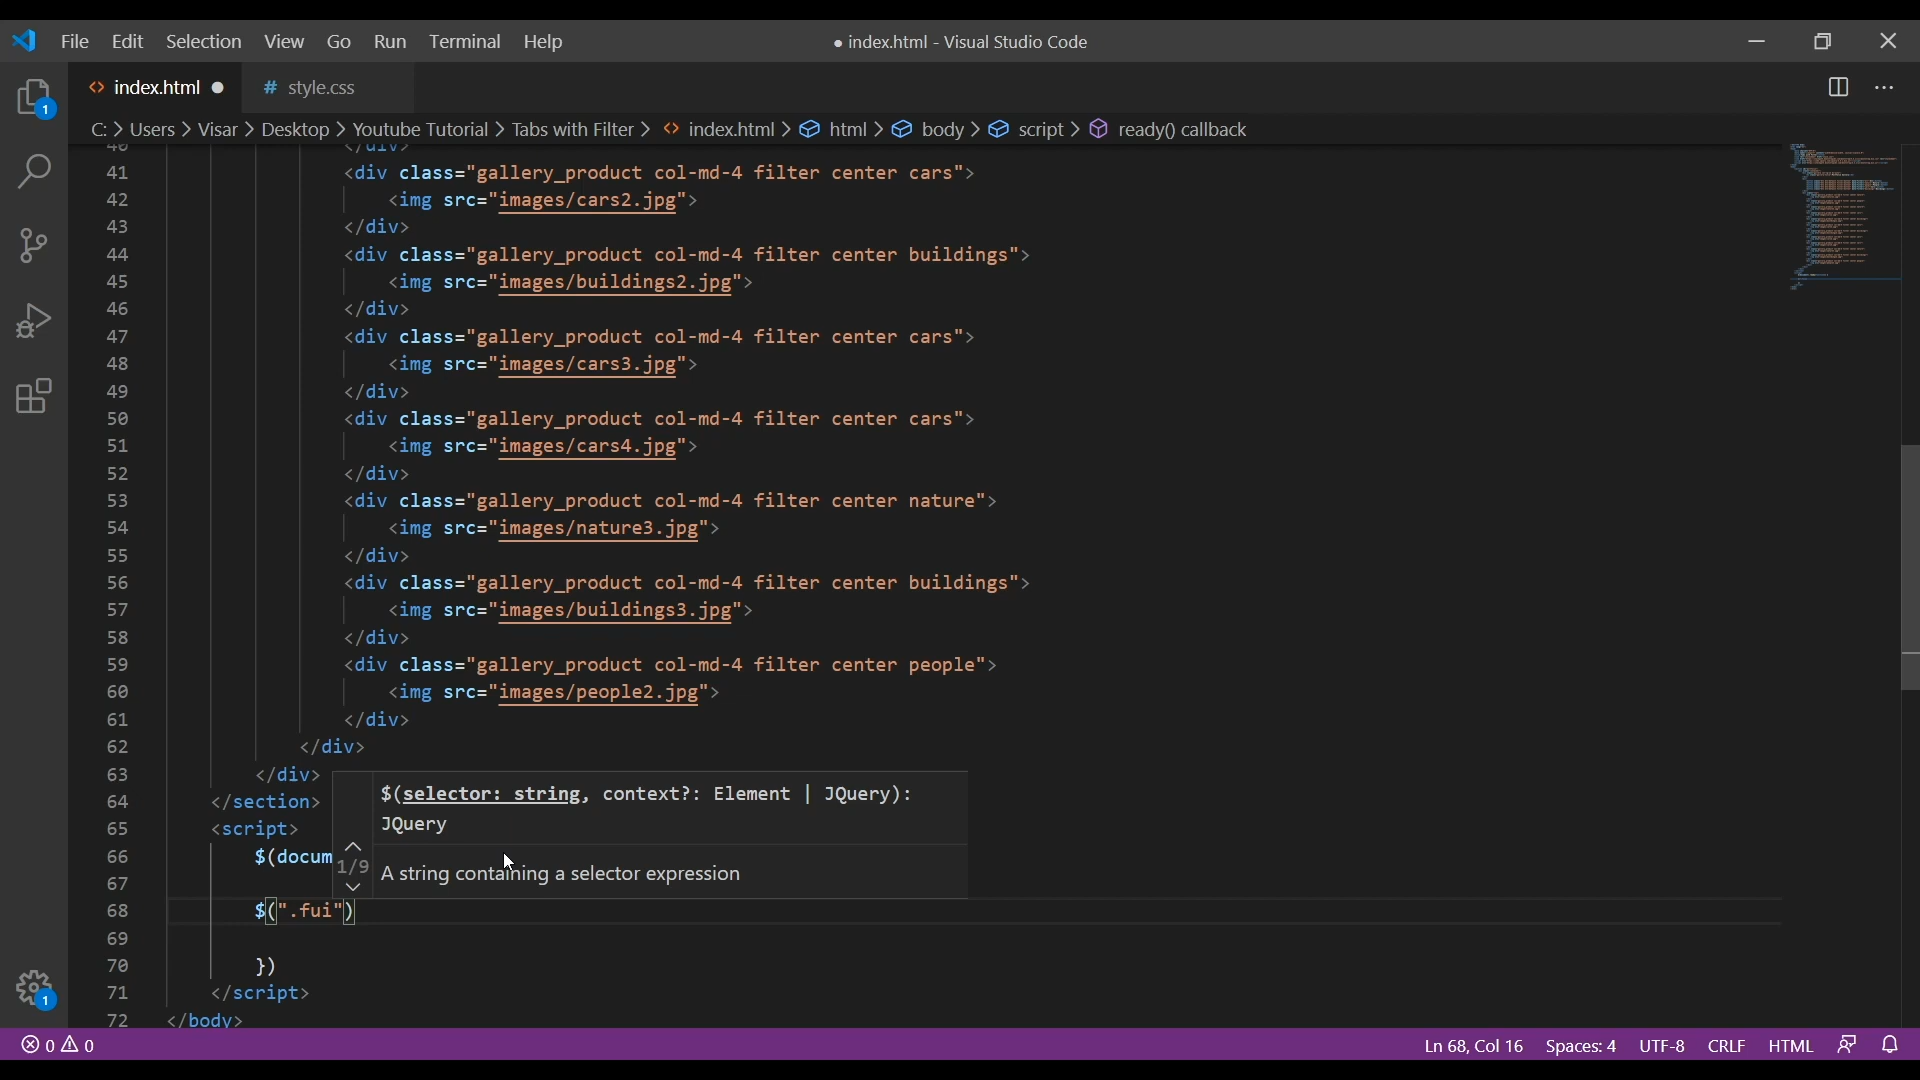 File Edit Selection View Go Run Terminal Help
● index.html - Visual Studio Code
<> index.html ● # style.css
C: > Users > Visar > Desktop > Youtube Tutorial > Tabs with Filter > <> index.html > html > body > script > ready() callback
40 </div>
41 <div class="gallery_product col-md-4 filter center cars">
42 <img src="images/cars2.jpg">
43 </div>
44 <div class="gallery_product col-md-4 filter center buildings">
45 <img src="images/buildings2.jpg">
46 </div>
47 <div class="gallery_product col-md-4 filter center cars">
48 <img src="images/cars3.jpg">
49 </div>
50 <div class="gallery_product col-md-4 filter center cars">
51 <img src="images/cars4.jpg">
52 </div>
53 <div class="gallery_product col-md-4 filter center nature">
54 <img src="images/nature3.jpg">
55 </div>
56 <div class="gallery_product col-md-4 filter center buildings">
57 <img src="images/buildings3.jpg">
58 </div>
59 <div class="gallery_product col-md-4 filter center people">
60 <img src="images/people2.jpg">
61 </div>
62 </div>
63 </div>
$(selector: string, context?: Element | JQuery):
64 </section>
JQuery
65 <script>
66 $(docum
1/9
A string containing a selector expression
67
68 $(".fui")
69
70 })
71 </script>
72 </body>
1
1
0 0
Ln 68, Col 16 Spaces: 4 UTF-8 CRLF HTML